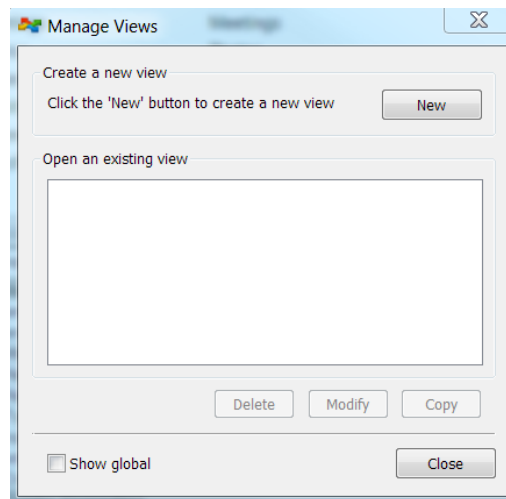 Manage Views
Meetings
Create a new view
Click the 'New' button to create a new view
New
Open an existing view
Delete
Modify
Copy
Show global
Close